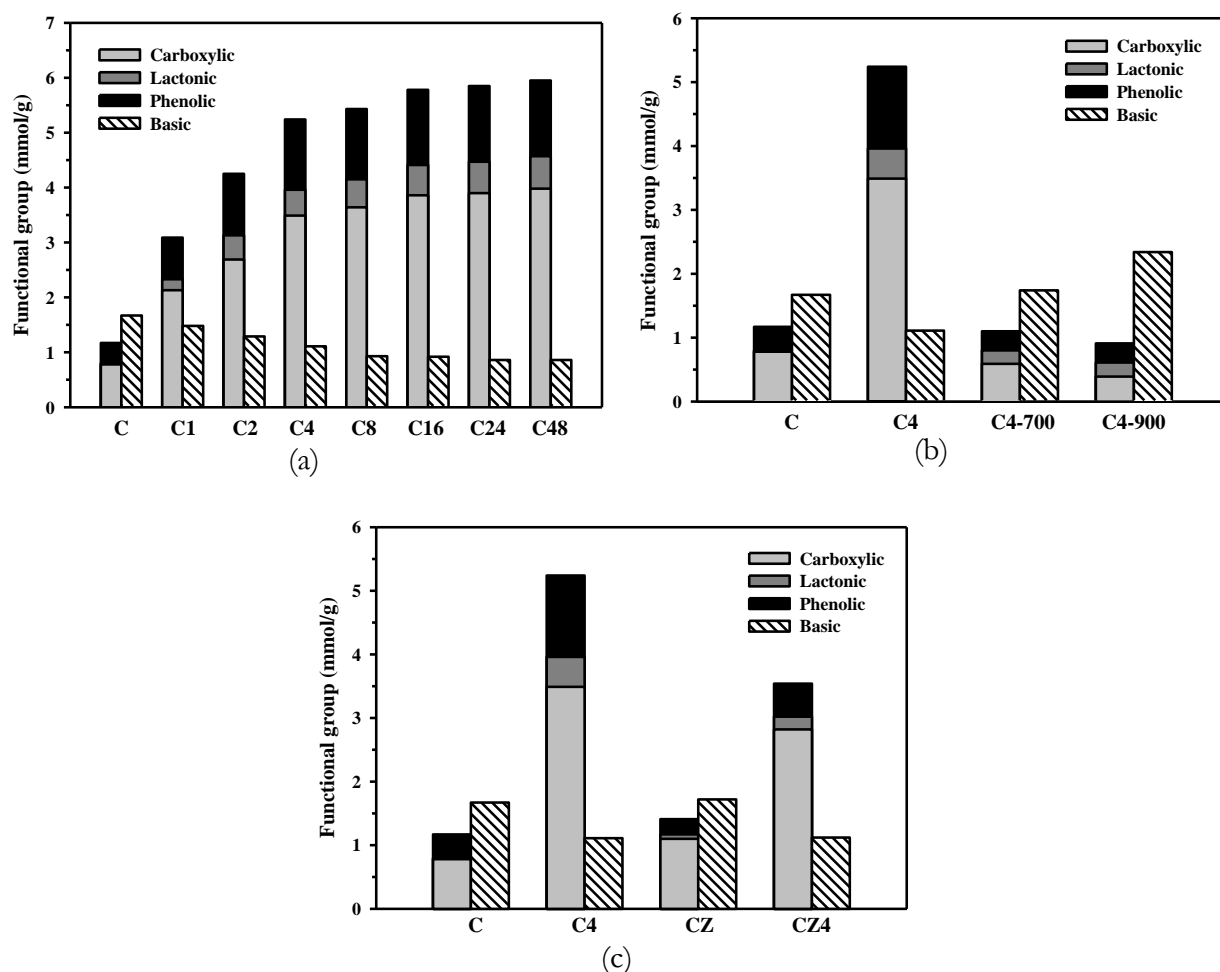 7
6
5
4
3
2
1
0
Functional group (mmol/g)
Carboxylic
Lactonic
Phenolic
Basic
C C1 C2 C4 C8 C16 C24 C48
(a)
6
5
4
3
2
1
0
Functional group (mmol/g)
Carboxylic
Lactonic
Phenolic
Basic
C C4 C4-700 C4-900
(b)
6
5
4
3
2
1
0
Functional group (mmol/g)
Carboxylic
Lactonic
Phenolic
Basic
C C4 CZ CZ4
(c)